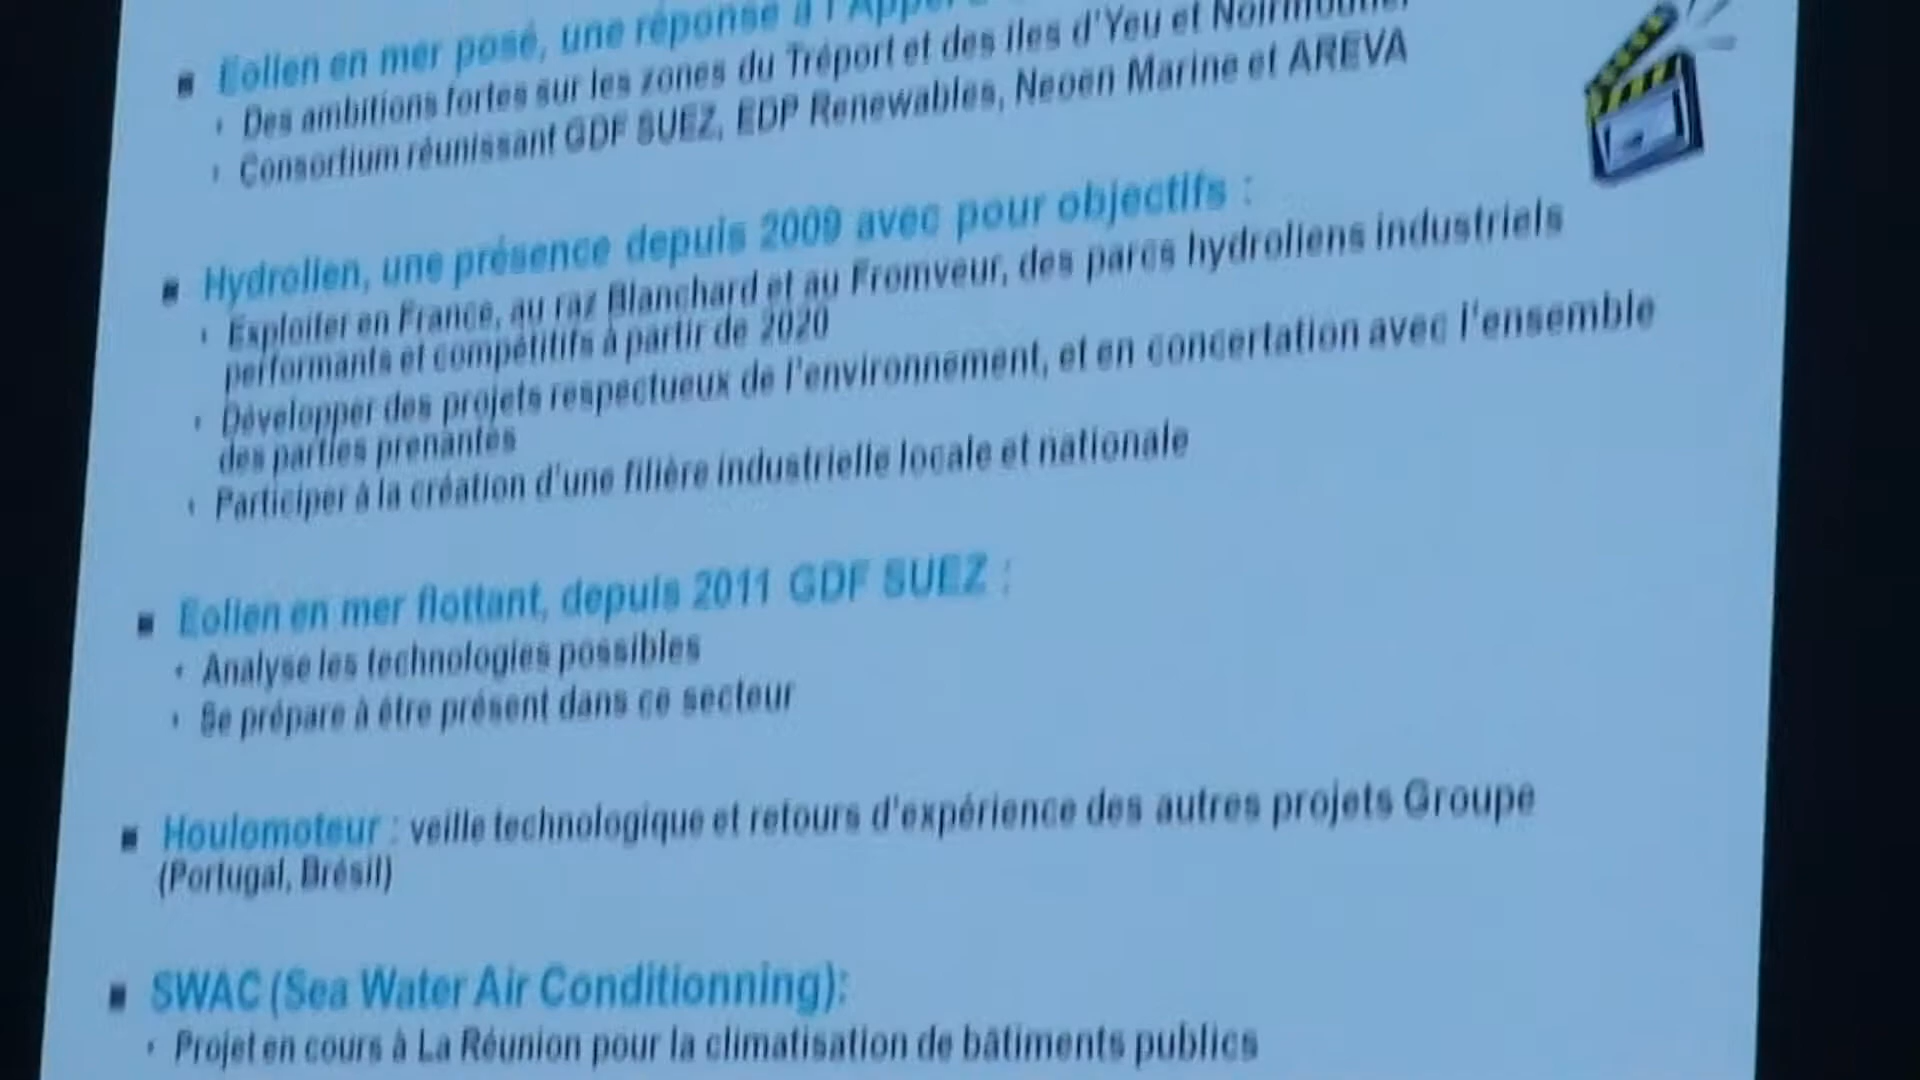 Eolien en mer posé, une réponse à l'Appel
Des ambitions fortes sur les zones du Tréport et des îles d'Yeu et Noirmoutier
Consortium réunissant GDF SUEZ, EDP Renewables, Neoen Marine et AREVA
Hydrolien, une présence depuis 2009 avec pour objectifs :
Exploiter en France, au raz Blanchard et au Fromveur, des parcs hydroliens industriels
performants et compétitifs à partir de 2020
Développer des projets respectueux de l'environnement, et en concertation avec l'ensemble
des parties prenantes
Participer à la création d'une filière industrielle locale et nationale
Eolien en mer flottant, depuis 2011 GDF SUEZ :
Analyse les technologies possibles
Se prépare à être présent dans ce secteur
Houlomoteur : veille technologique et retours d'expérience des autres projets Groupe
(Portugal, Brésil)
SWAC (Sea Water Air Conditionning):
Projet en cours à La Réunion pour la climatisation de bâtiments publics